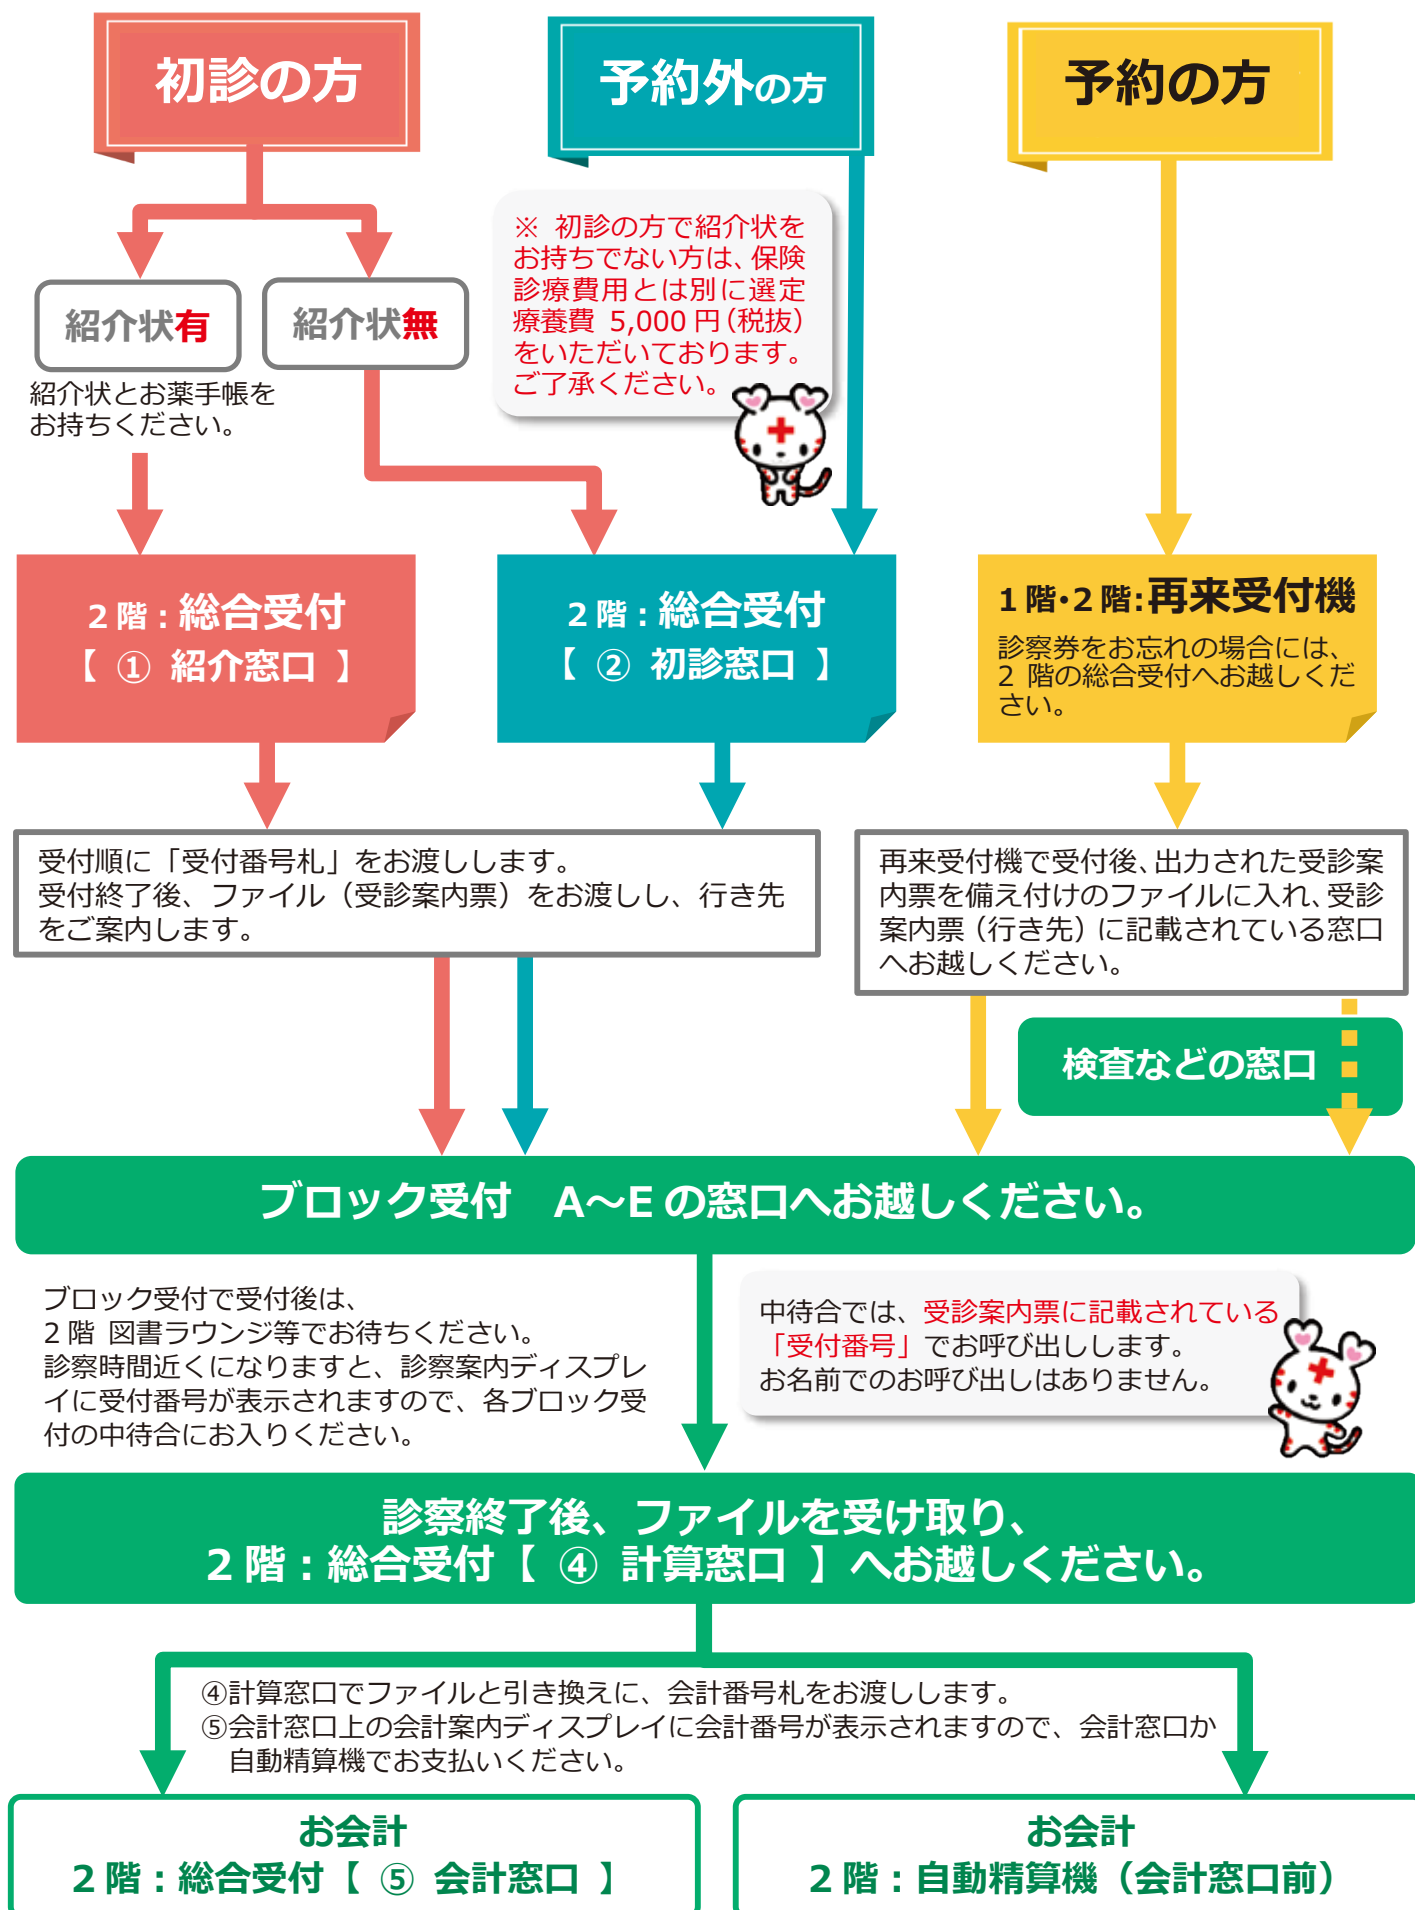 初診の方
予約外の方
予約の方
※ 初診の方で紹介状を
お持ちでない方は、保険
診療費用とは別に選定
療養費 5,000 円（税抜）
をいただいております。
ご了承ください。
紹介状有
紹介状無
紹介状とお薬手帳を
お持ちください。
2 階：総合受付
【 ① 紹介窓口 】
2 階：総合受付
【 ② 初診窓口 】
1 階・2 階：再来受付機
診察券をお忘れの場合には、
2 階の総合受付へお越しくだ
さい。
受付順に「受付番号札」をお渡しします。
受付終了後、ファイル（受診案内票）をお渡しし、行き先
をご案内します。
再来受付機で受付後、出力された受診案
内票を備え付けのファイルに入れ、受診
案内票（行き先）に記載されている窓口
へお越しください。
検査などの窓口
ブロック受付　A～E の窓口へお越しください。
ブロック受付で受付後は、
2 階 図書ラウンジ等でお待ちください。
診察時間近くになりますと、診察案内ディスプレ
イに受付番号が表示されますので、各ブロック受
付の中待合にお入りください。
中待合では、受診案内票に記載されている
「受付番号」でお呼び出しします。
お名前でのお呼び出しはありません。
診察終了後、ファイルを受け取り、
2 階：総合受付【 ④ 計算窓口 】へお越しください。
④計算窓口でファイルと引き換えに、会計番号札をお渡しします。
⑤会計窓口上の会計案内ディスプレイに会計番号が表示されますので、会計窓口か
自動精算機でお支払いください。
お会計
2 階：総合受付【 ⑤ 会計窓口 】
お会計
2 階：自動精算機（会計窓口前）